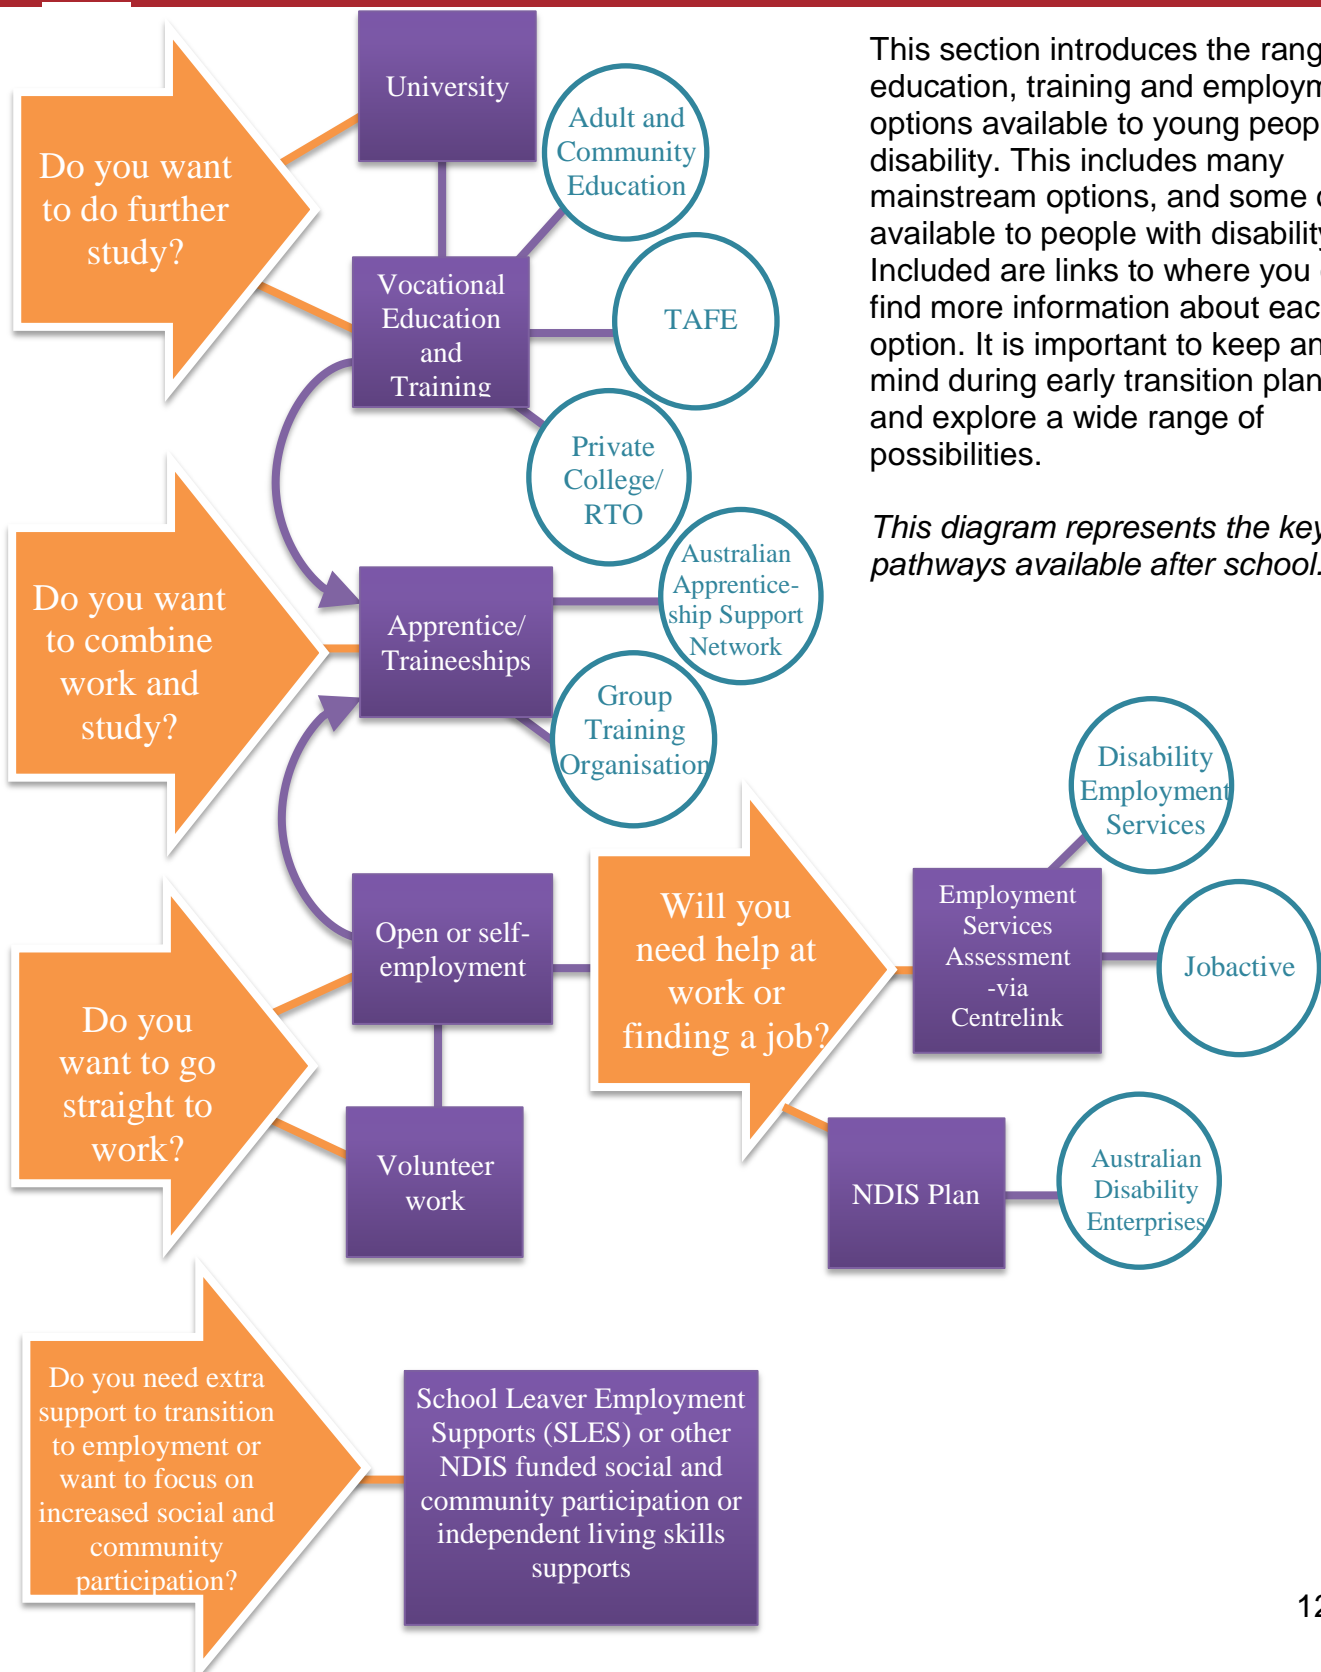 This section introduces the rang
education, training and employm
options available to young peop
disability. This includes many
mainstream options, and some o
available to people with disability
Included are links to where you
find more information about eac
option. It is important to keep an
mind during early transition plan
and explore a wide range of
possibilities.
This diagram represents the key
pathways available after school.
Do you want
to do further
study?
University
Vocational
Education
and
Training
Adult and
Community
Education
TAFE
Private
College/
RTO
Do you want
to combine
work and
study?
Apprentice/
Traineeships
Australian
Apprentice-
ship Support
Network
Group
Training
Organisation
Do you
want to go
straight to
work?
Open or self-
employment
Volunteer
work
Will you
need help at
work or
finding a job?
Employment
Services
Assessment
-via
Centrelink
Disability
Employment
Services
Jobactive
NDIS Plan
Australian
Disability
Enterprises
Do you need extra
support to transition
to employment or
want to focus on
increased social and
community
participation?
School Leaver Employment
Supports (SLES) or other
NDIS funded social and
community participation or
independent living skills
supports
12